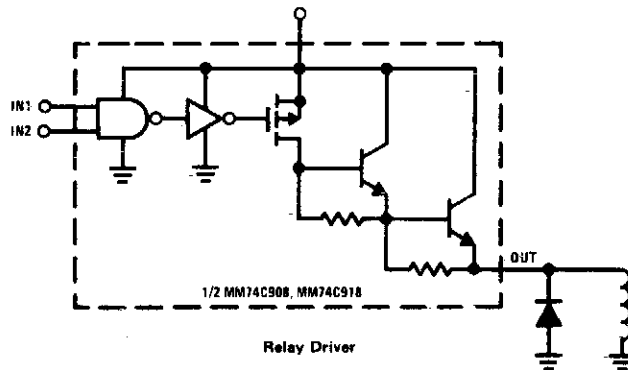 IN1
IN2
OUT
1/2 MM74C908, MM74C918
Relay Driver